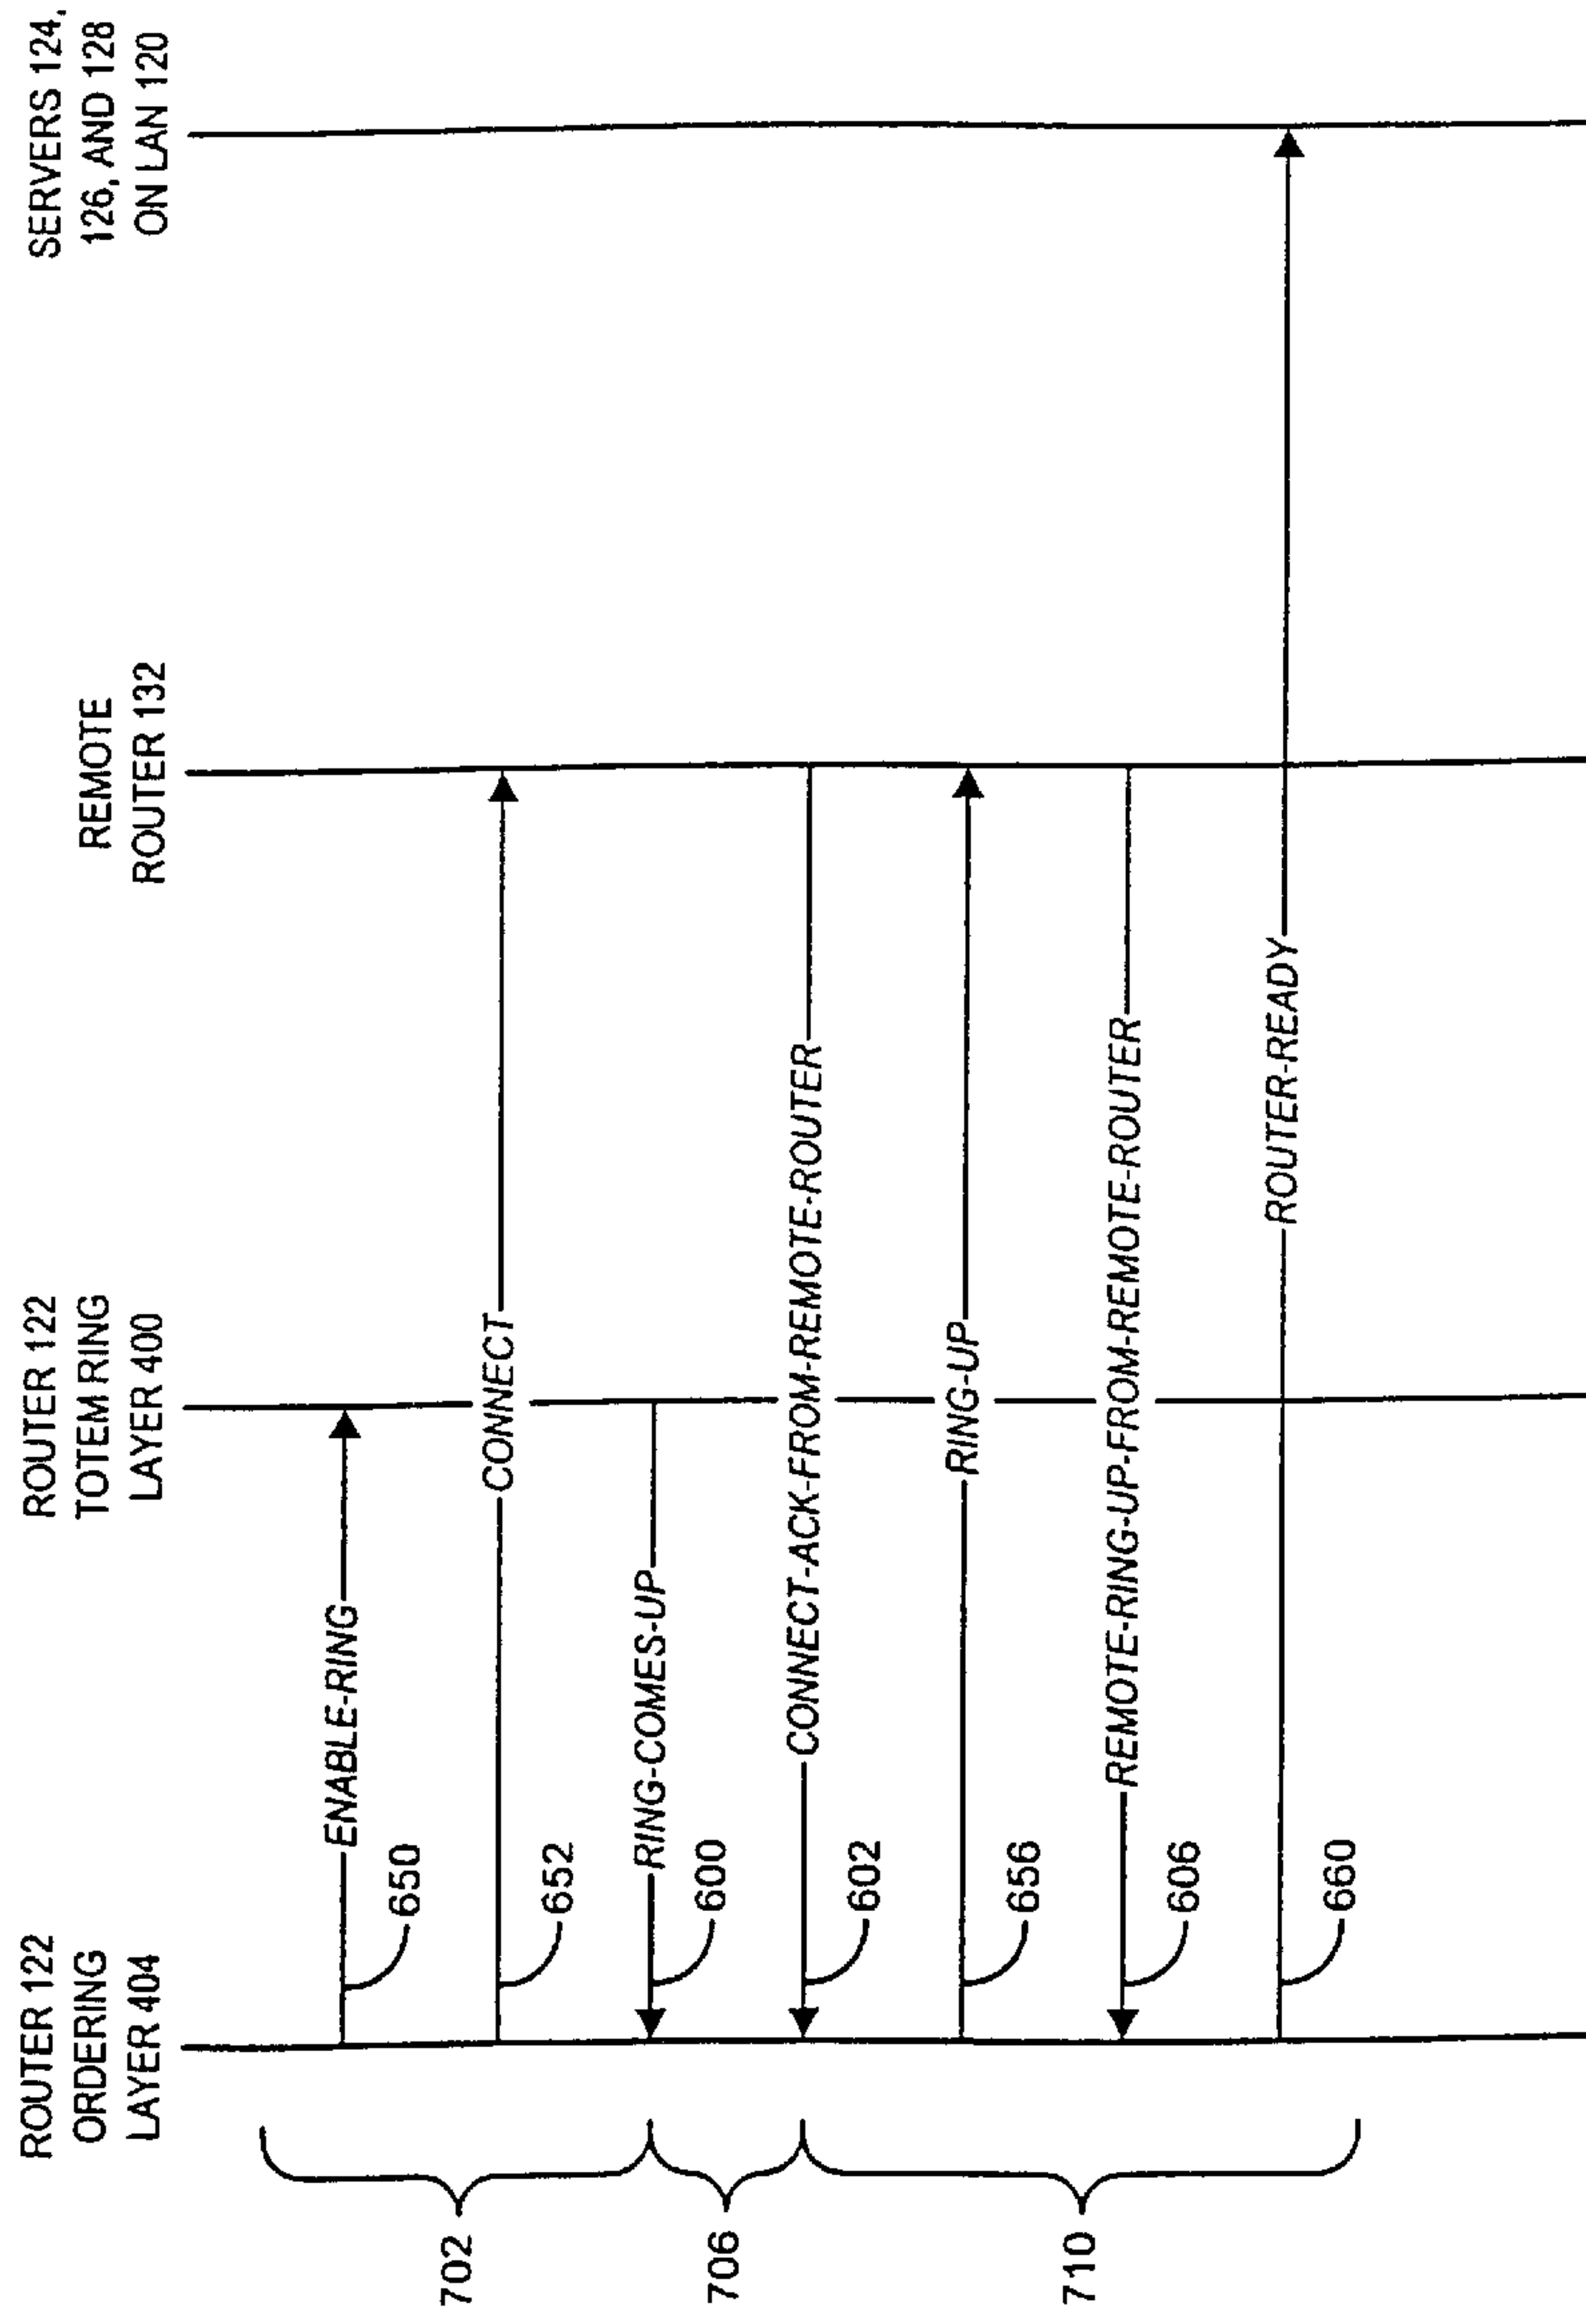 ROUTER 122
ORDERING
LAYER 404
ROUTER 122
TOTEM RING
LAYER 400
REMOTE
ROUTER 132
SERVERS 124,
126, AND 128
ON LAN 120
702
ENABLE-RING
650
CONNECT
652
706
RING-COMES-UP
600
CONNECT-ACK-FROM-REMOTE-ROUTER
602
710
RING-UP
656
REMOTE-RING-UP-FROM-REMOTE-ROUTER
606
ROUTER-READY
660